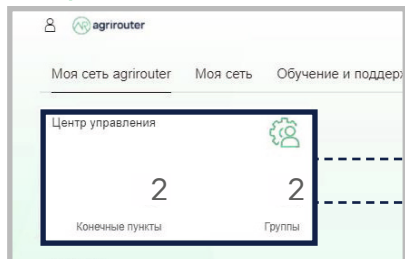 agrirouter
Моя сеть agrirouter Моя сеть Обучение и поддер
Центр управления
2 2
Конечные пункты Группы